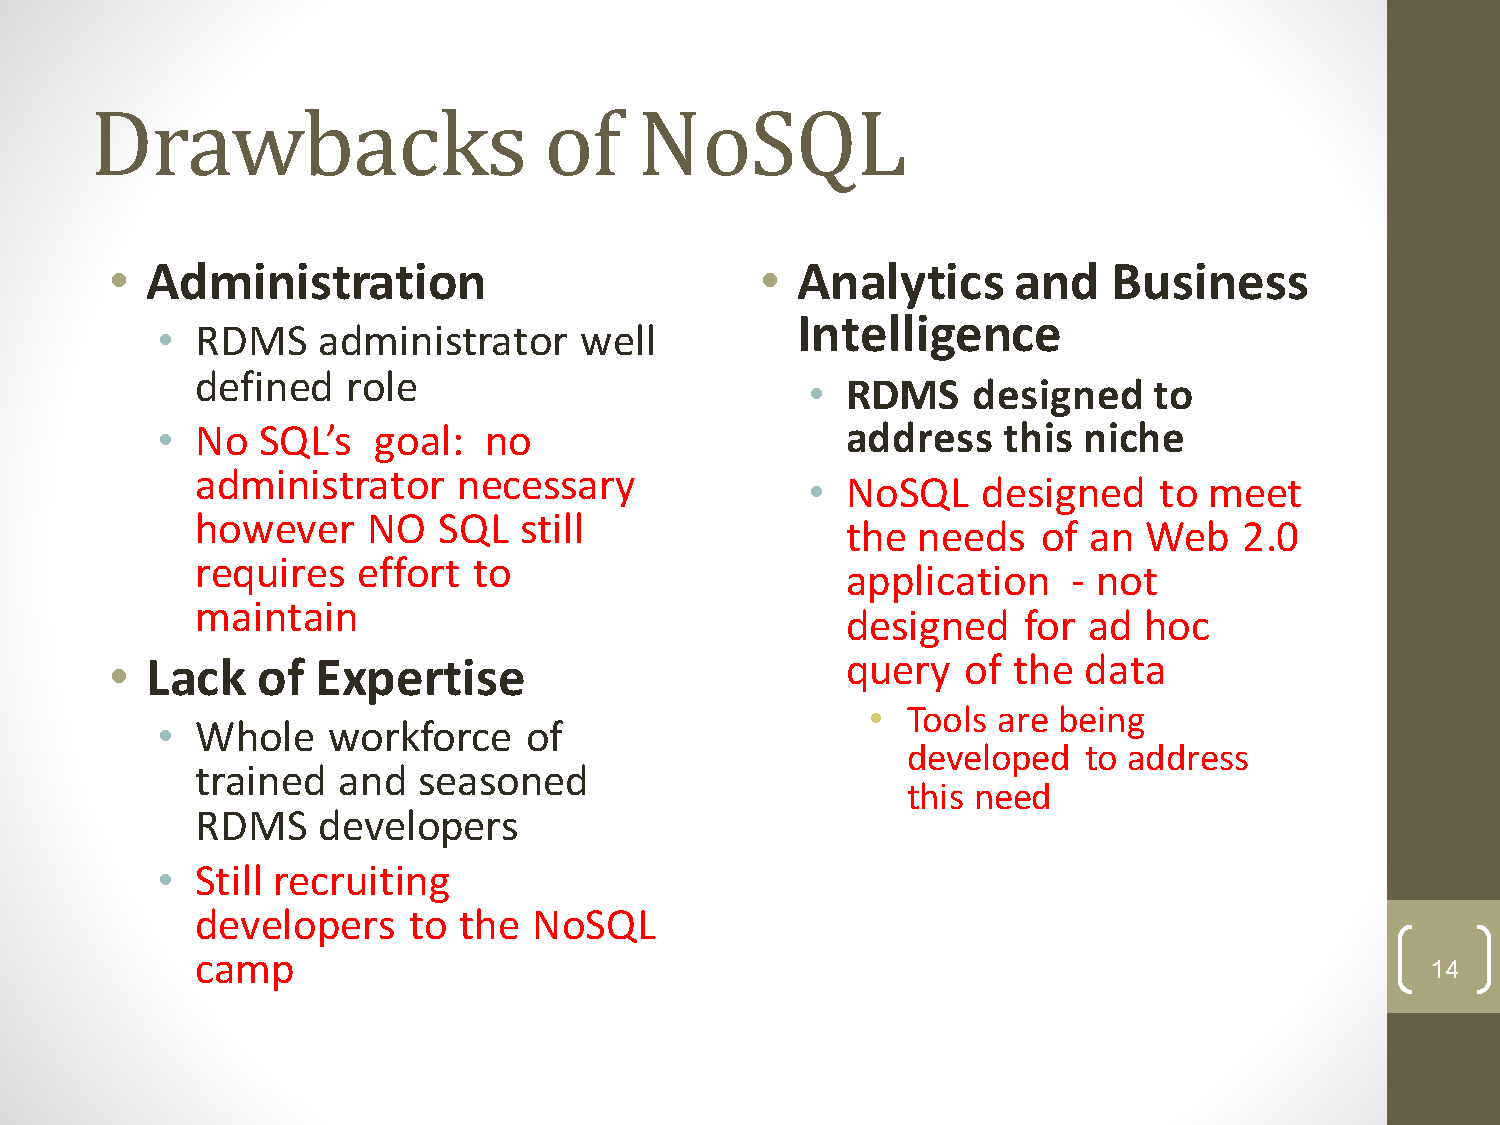 Drawbacks of NoSQL
• Administration
• RDMS administrator well
defined role
• No SQL’s goal: no
administrator necessary
however NO SQL still
requires effort to
maintain
• Lack of Expertise
• Whole workforce of
trained and seasoned
RDMS developers
• Still recruiting
developers to the NoSQL
camp
• Analytics and Business
Intelligence
• RDMS designed to
address this niche
• NoSQL designed to meet
the needs of an Web 2.0
application - not
designed for ad hoc
query of the data
• Tools are being
developed to address
this need
14